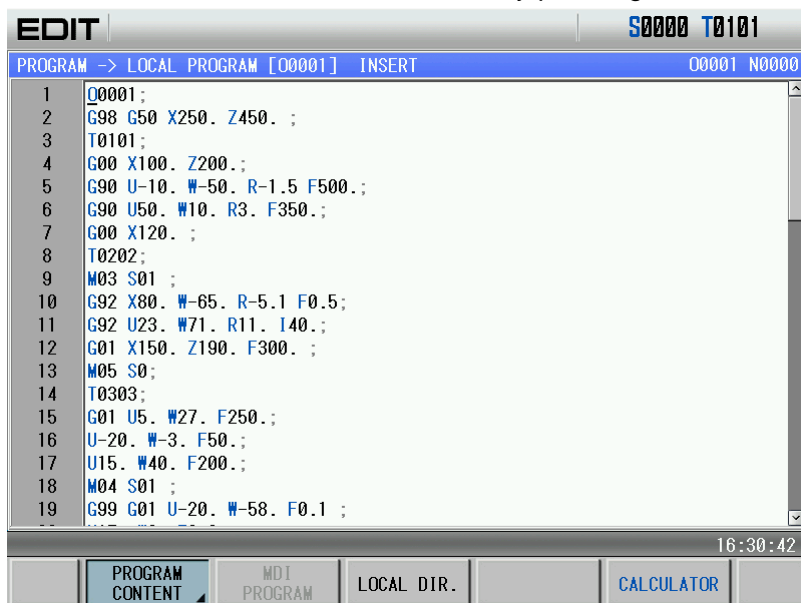 EDIT S0000 T0101
PROGRAM -> LOCAL PROGRAM [O0001] INSERT O0001 N0000
1 O0001;
2 G98 G50 X250. Z450. ;
3 T0101;
4 G00 X100. Z200.;
5 G90 U-10. W-50. R-1.5 F500.;
6 G90 U50. W10. R3. F350.;
7 G00 X120. ;
8 T0202;
9 M03 S01 ;
10 G92 X80. W-65. R-5.1 F0.5;
11 G92 U23. W71. R11. I40.;
12 G01 X150. Z190. F300. ;
13 M05 S0;
14 T0303;
15 G01 U5. W27. F250.;
16 U-20. W-3. F50.;
17 U15. W40. F200.;
18 M04 S01 ;
19 G99 G01 U-20. W-58. F0.1 ;
16:30:42
PROGRAM CONTENT
MDI PROGRAM
LOCAL DIR.
CALCULATOR